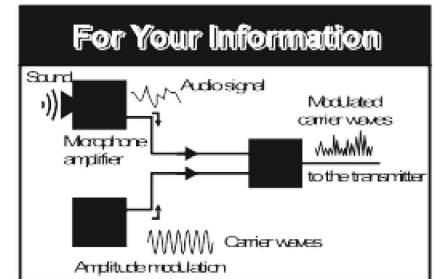 For Your Information
Sound
Audio signal
Modulated
carrier waves
Microphone
amplifier
to the transmitter
Carrier waves
Amplitude modulation